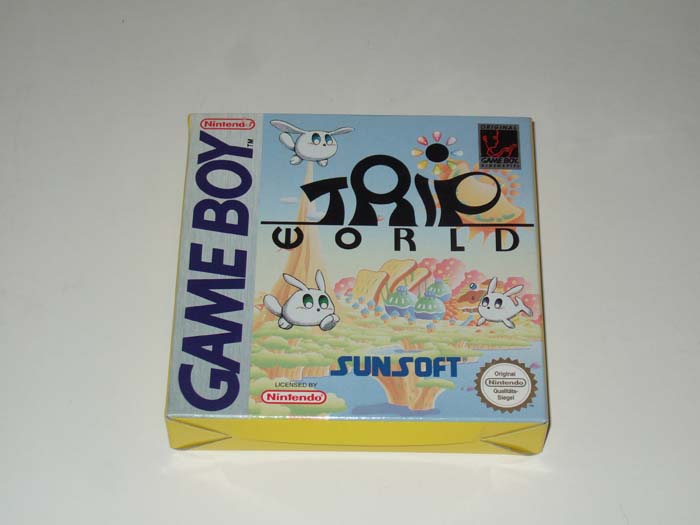 Nintendo
GAME BOY™
ORIGINAL
GAME BOY
TRIP
WORLD
SUNSOFT®
LICENSED BY
Nintendo
Original
Nintendo
Qualitäts-
Siegel